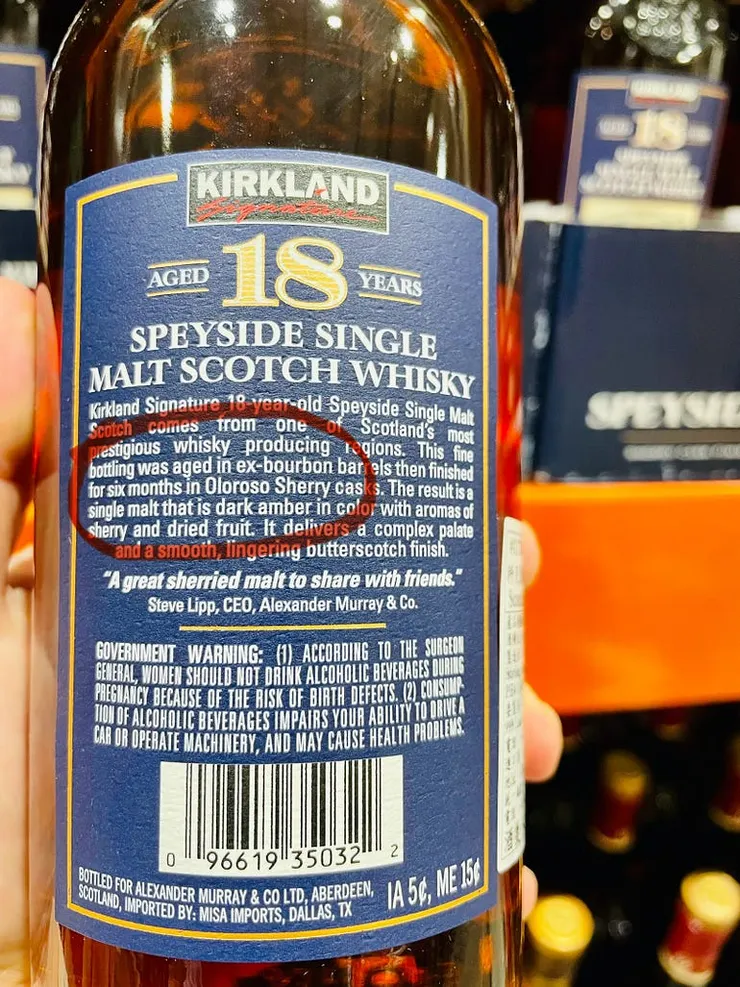 KIRKLAND
Signature
AGED 18 YEARS
SPEYSIDE SINGLE
MALT SCOTCH WHISKY
Kirkland Signature 18-year-old Speyside Single Malt
Scotch comes from one of Scotland's most
prestigious whisky producing regions. This fine
bottling was aged in ex-bourbon barrels then finished
for six months in Oloroso Sherry casks. The result is a
single malt that is dark amber in color with aromas of
sherry and dried fruit. It delivers a complex palate
and a smooth, lingering butterscotch finish.
"A great sherried malt to share with friends."
Steve Lipp, CEO, Alexander Murray & Co.
GOVERNMENT WARNING: (1) ACCORDING TO THE SURGEON
GENERAL, WOMEN SHOULD NOT DRINK ALCOHOLIC BEVERAGES DURING
PREGNANCY BECAUSE OF THE RISK OF BIRTH DEFECTS. (2) CONSUMP-
TION OF ALCOHOLIC BEVERAGES IMPAIRS YOUR ABILITY TO DRIVE A
CAR OR OPERATE MACHINERY, AND MAY CAUSE HEALTH PROBLEMS.
0 96619 35032 2
BOTTLED FOR ALEXANDER MURRAY & CO LTD, ABERDEEN,
SCOTLAND, IMPORTED BY: MISA IMPORTS, DALLAS, TX
IA 5¢, ME 15¢
18